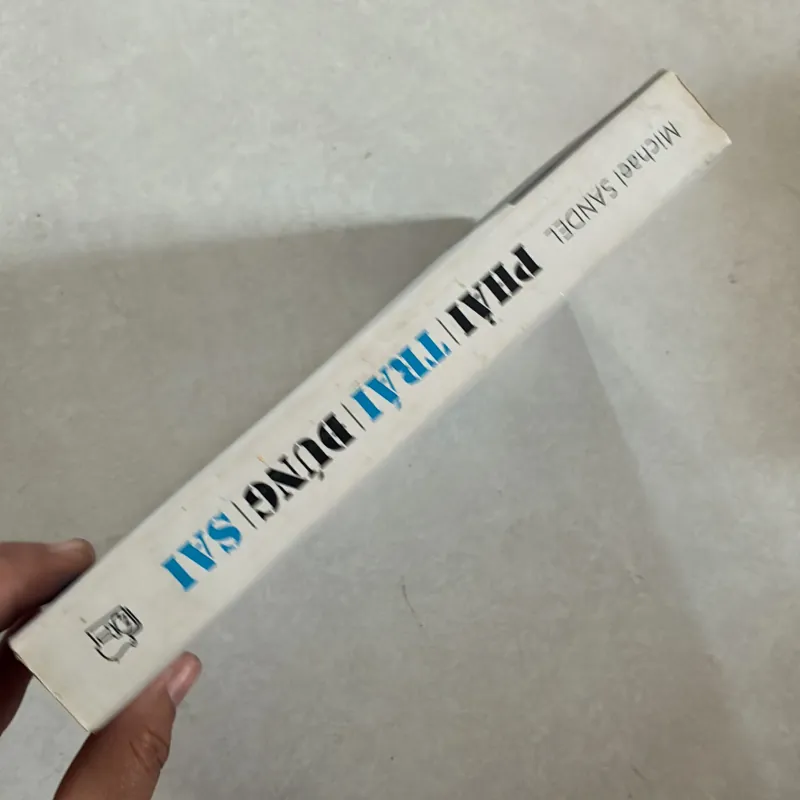 Michael SANDEL
PHẢI | TRÁI | ĐÚNG | SAI